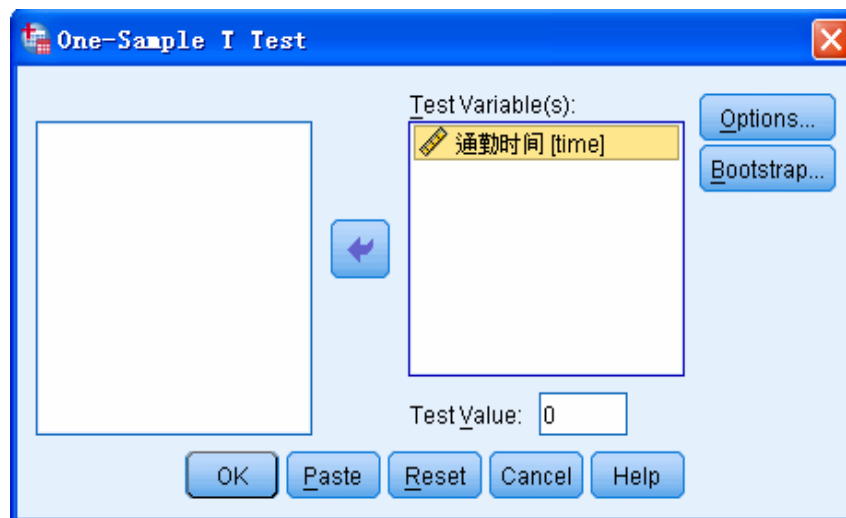 One-Sample T Test
Test Variable(s):
通勤时间 [time]
Options...
Bootstrap...
Test Value: 0
OK Paste Reset Cancel Help